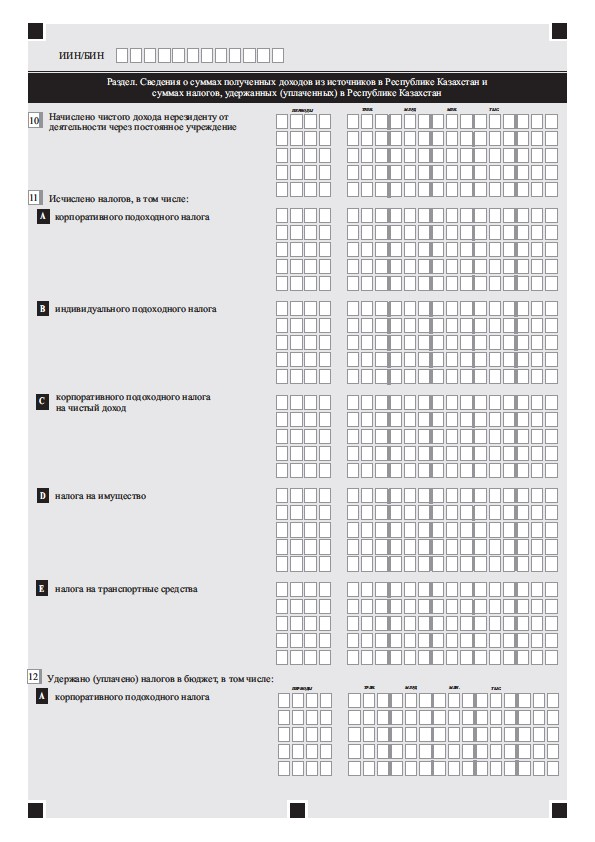 ИИН/БИН
Раздел. Сведения о суммах полученных доходов из источников в Республике Казахстан и
суммах налогов, удержанных (уплаченных) в Республике Казахстан
периоды трлн. млрд. млн. тыс.
10 Начислено чистого дохода нерезиденту от
деятельности через постоянное учреждение
11 Исчислено налогов, в том числе:
A корпоративного подоходного налога
B индивидуального подоходного налога
C корпоративного подоходного налога
на чистый доход
D налога на имущество
E налога на транспортные средства
12 Удержано (уплачено) налогов в бюджет, в том числе:
периоды трлн. млрд. млн. тыс.
A корпоративного подоходного налога